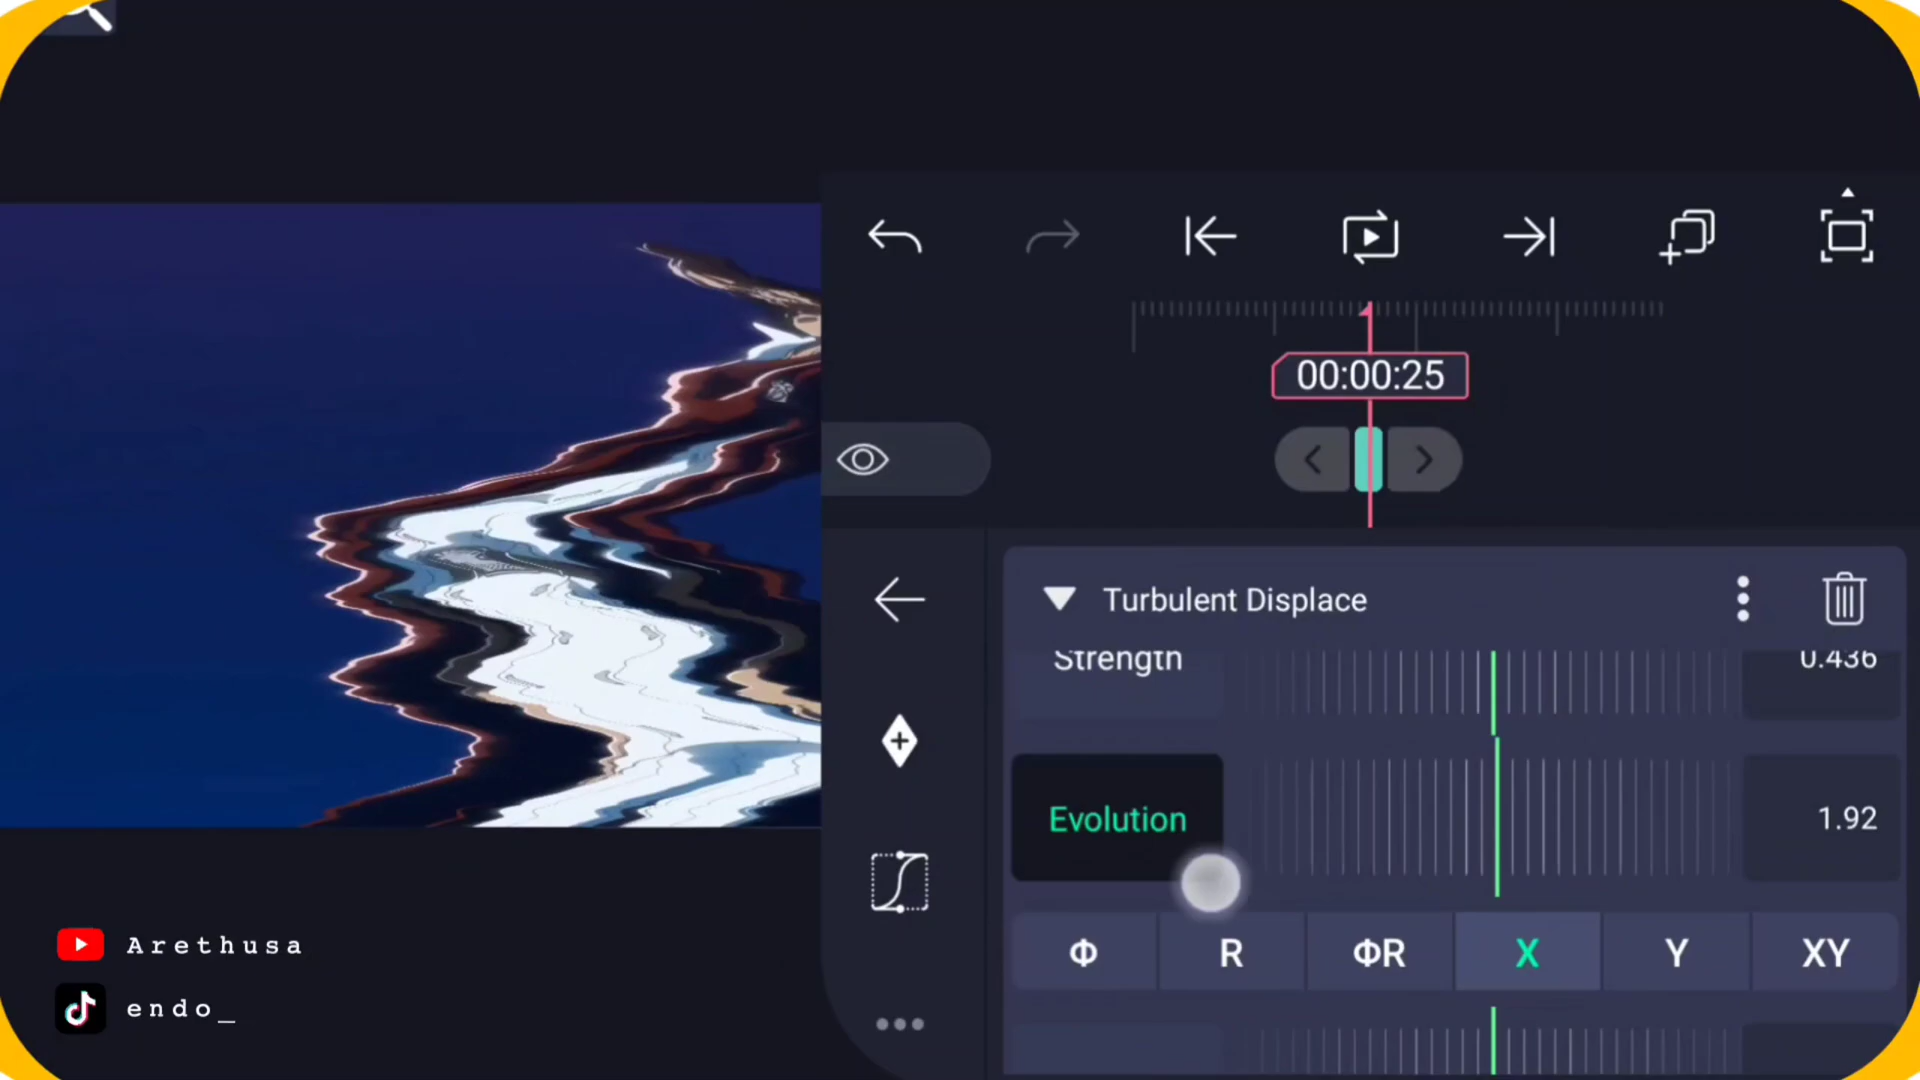 00:00:25
Turbulent Displace
Strength 0.436
Evolution 1.92
Φ R ΦR X Y XY
Arethusa
endo_